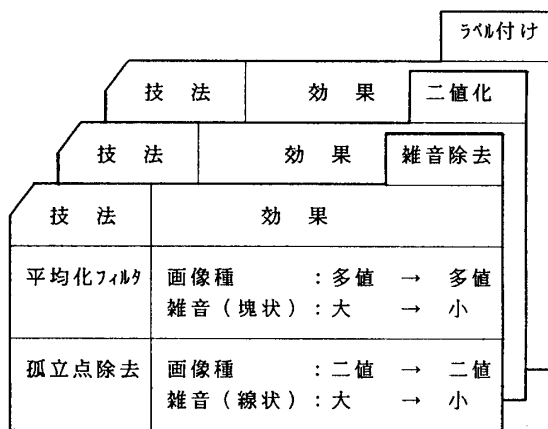 ラベル付け
技法 効果 二値化
技法 効果 雑音除去
技法 効果
平均化フィルタ 画像種 : 多値 → 多値
雑音(塊状) : 大 → 小
孤立点除去 画像種 : 二値 → 二値
雑音(線状) : 大 → 小